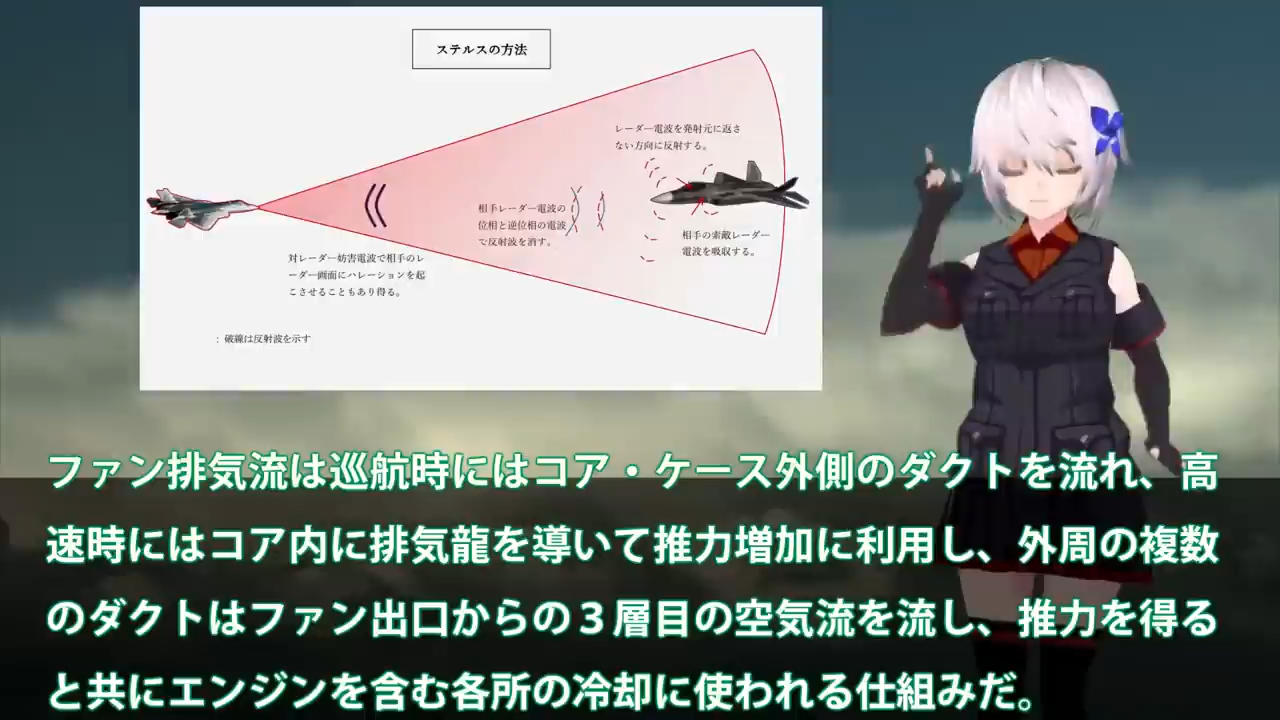 ステルスの方法
レーダー電波を発射元に返さ
ない方向に反射する。
相手レーダー電波の
位相と逆位相の電波
で反射波を消す。
相手の索敵レーダー
電波を吸収する。
対レーダー妨害電波で相手のレ
ーダー画面にハレーションを起
こさせることもあり得る。
: 破線は反射波を示す
ファン排気流は巡航時にはコア・ケース外側のダクトを流れ、高
速時にはコア内に排気龍を導いて推力増加に利用し、外周の複数
のダクトはファン出口からの３層目の空気流を流し、推力を得る
と共にエンジンを含む各所の冷却に使われる仕組みだ。